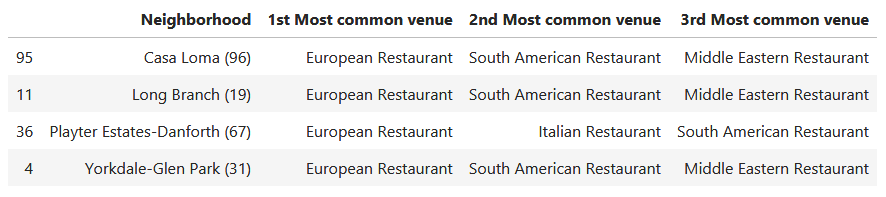 Neighborhood 1st Most common venue 2nd Most common venue 3rd Most common venue
95 Casa Loma (96) European Restaurant South American Restaurant Middle Eastern Restaurant
11 Long Branch (19) European Restaurant South American Restaurant Middle Eastern Restaurant
36 Playter Estates-Danforth (67) European Restaurant Italian Restaurant South American Restaurant
4 Yorkdale-Glen Park (31) European Restaurant South American Restaurant Middle Eastern Restaurant